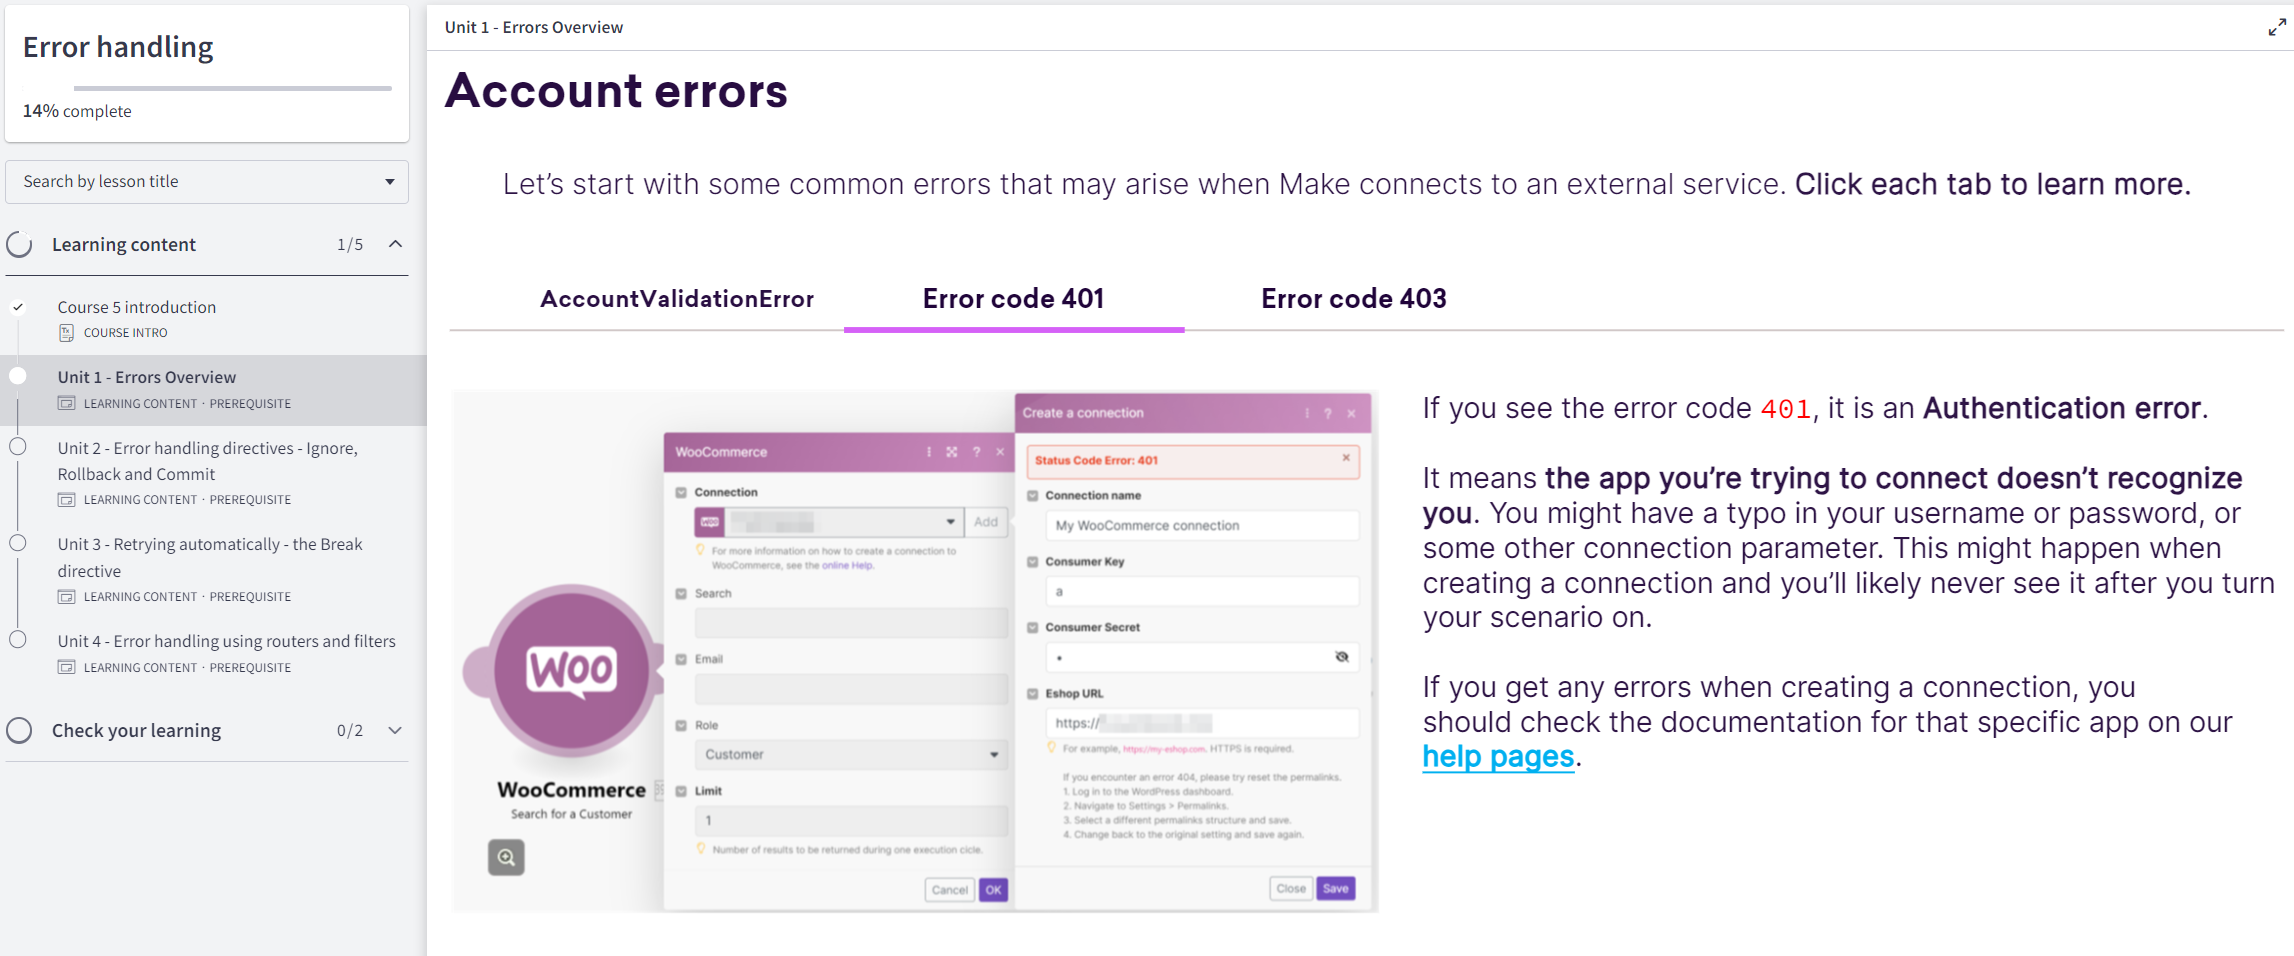 Error handling
14% complete
Search by lesson title
Learning content 1/5
Course 5 introduction
COURSE INTRO
Unit 1 - Errors Overview
LEARNING CONTENT · PREREQUISITE
Unit 2 - Error handling directives - Ignore,
Rollback and Commit
LEARNING CONTENT · PREREQUISITE
Unit 3 - Retrying automatically - the Break
directive
LEARNING CONTENT · PREREQUISITE
Unit 4 - Error handling using routers and filters
LEARNING CONTENT · PREREQUISITE
Check your learning 0/2
Unit 1 - Errors Overview
Account errors
Let's start with some common errors that may arise when Make connects to an external service. Click each tab to learn more.
AccountValidationError Error code 401 Error code 403
WOO
WooCommerce
Search for a Customer
WooCommerce
Connection
woo
Add
For more information on how to create a connection to
WooCommerce, see the online Help.
Search
Email
Role
Customer
Limit
1
Number of results to be returned during one execution cicle.
Cancel OK
Create a connection
Status Code Error: 401
Connection name
My WooCommerce connection
Consumer Key
a
Consumer Secret
Eshop URL
https://
For example, https://my-eshop.com. HTTPS is required.
If you encounter an error 404, please try reset the permalinks.
1. Log in to the WordPress dashboard.
2. Navigate to Settings > Permalinks.
3. Select a different permalinks structure and save.
4. Change back to the original setting and save again.
Close Save
If you see the error code 401, it is an Authentication error.
It means the app you're trying to connect doesn't recognize
you. You might have a typo in your username or password, or
some other connection parameter. This might happen when
creating a connection and you'll likely never see it after you turn
your scenario on.
If you get any errors when creating a connection, you
should check the documentation for that specific app on our
help pages.